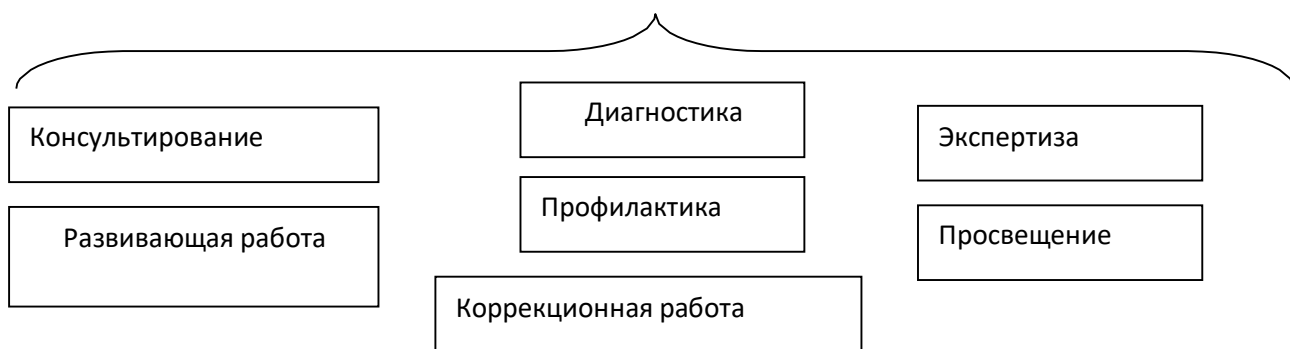 Консультирование
Диагностика
Экспертиза
Развивающая работа
Профилактика
Просвещение
Коррекционная работа